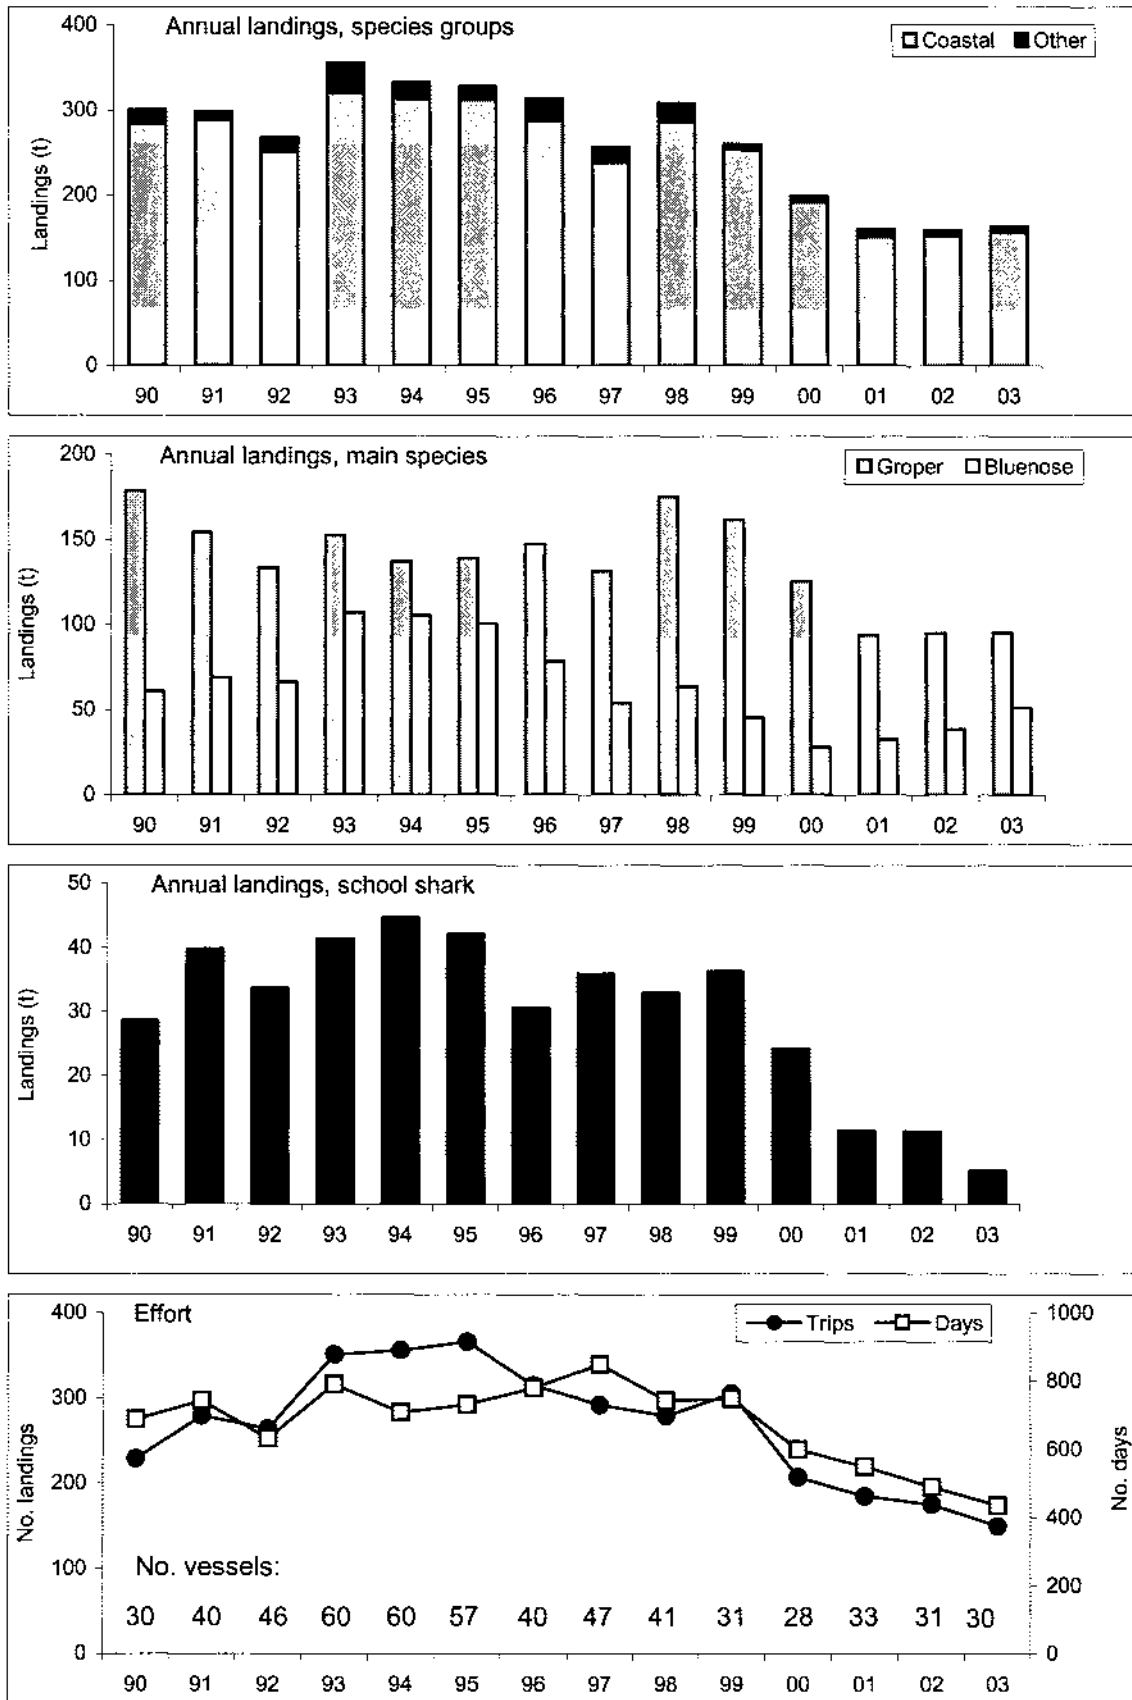 Annual landings, species groups
Coastal Other
Landings (t)
400
300
200
100
0
90 91 92 93 94 95 96 97 98 99 00 01 02 03
Annual landings, main species
Groper Bluenose
Landings (t)
200
150
100
50
0
90 91 92 93 94 95 96 97 98 99 00 01 02 03
Annual landings, school shark
Landings (t)
50
40
30
20
10
0
90 91 92 93 94 95 96 97 98 99 00 01 02 03
Effort
Trips Days
No. landings
400
300
200
100
0
No. days
1000
800
600
400
200
0
No. vessels:
30 40 46 60 60 57 40 47 41 31 28 33 31 30
90 91 92 93 94 95 96 97 98 99 00 01 02 03